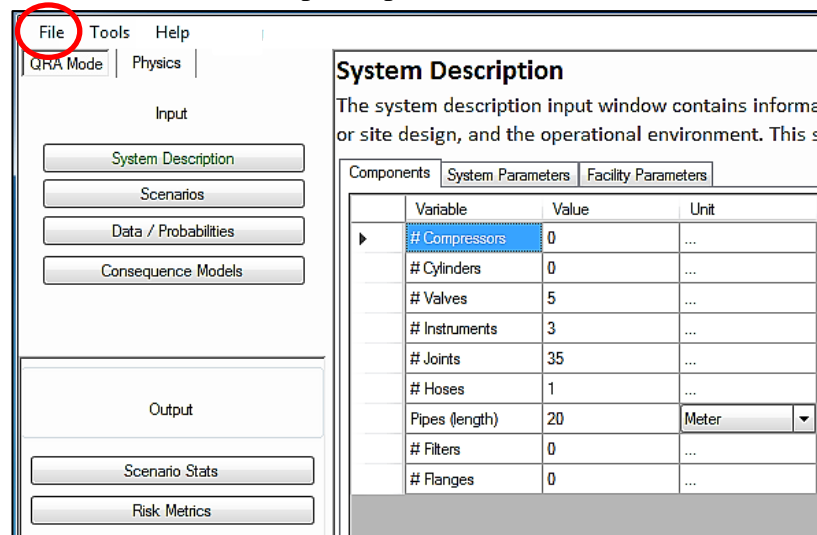 File Tools Help
QRA Mode Physics
Input
System Description
Scenarios
Data / Probabilities
Consequence Models
Output
Scenario Stats
Risk Metrics
System Description
The system description input window contains informa
or site design, and the operational environment. This s
Components System Parameters Facility Parameters
Variable Value Unit
# Compressors 0 ...
# Cylinders 0 ...
# Valves 5 ...
# Instruments 3 ...
# Joints 35 ...
# Hoses 1 ...
Pipes (length) 20 Meter
# Filters 0 ...
# Flanges 0 ...